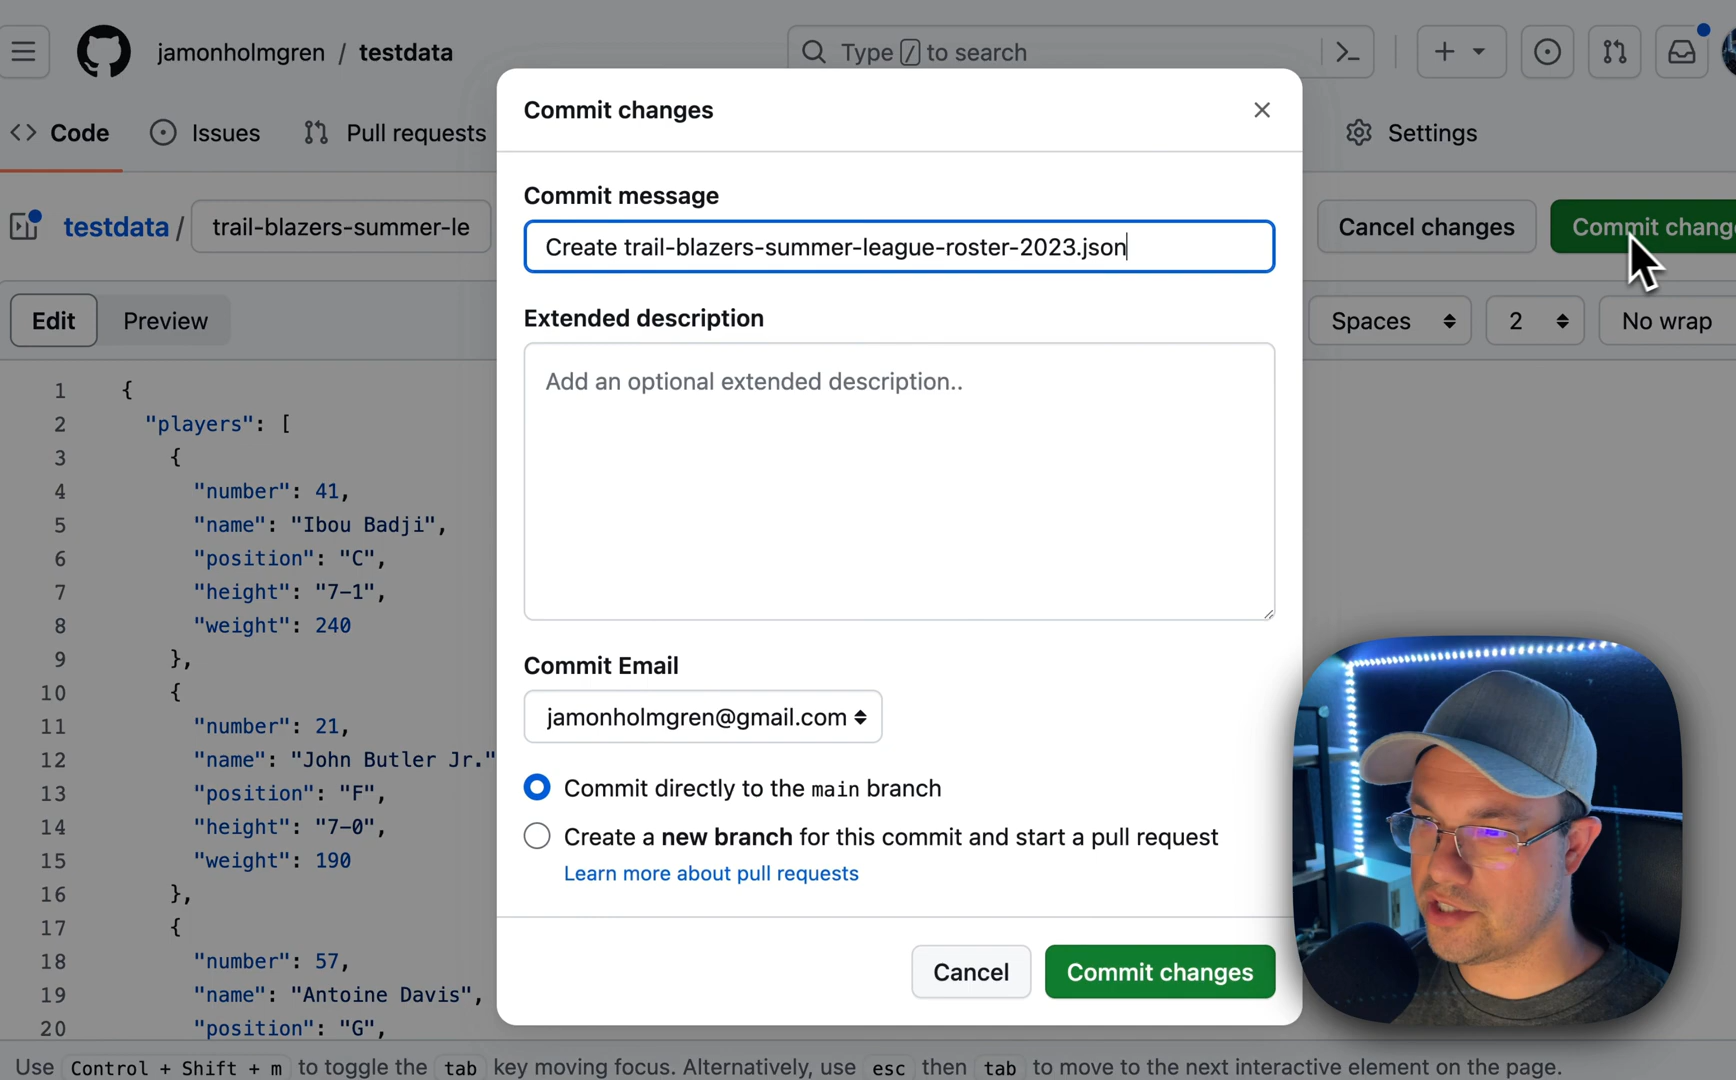 jamonholmgren / testdata
Type / to search
Code
Issues
Pull requests
Settings
testdata /
trail-blazers-summer-le
Cancel changes
Commit chang
Edit
Preview
Spaces
2
No wrap
Commit changes
Commit message
Create trail-blazers-summer-league-roster-2023.json
Extended description
Add an optional extended description..
Commit Email
jamonholmgren@gmail.com
Commit directly to the main branch
Create a new branch for this commit and start a pull request
Learn more about pull requests
Cancel
Commit changes
1 {
2 "players": [
3 {
4 "number": 41,
5 "name": "Ibou Badji",
6 "position": "C",
7 "height": "7-1",
8 "weight": 240
9 },
10 {
11 "number": 21,
12 "name": "John Butler Jr."
13 "position": "F",
14 "height": "7-0",
15 "weight": 190
16 },
17 {
18 "number": 57,
19 "name": "Antoine Davis",
20 "position": "G",
Use Control + Shift + m to toggle the tab key moving focus. Alternatively, use esc then tab to move to the next interactive element on the page.